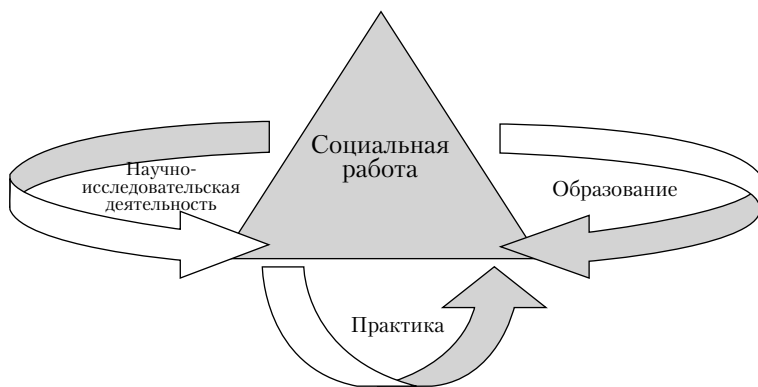 Социальная
работа
Научно-
исследовательская
деятельность
Образование
Практика